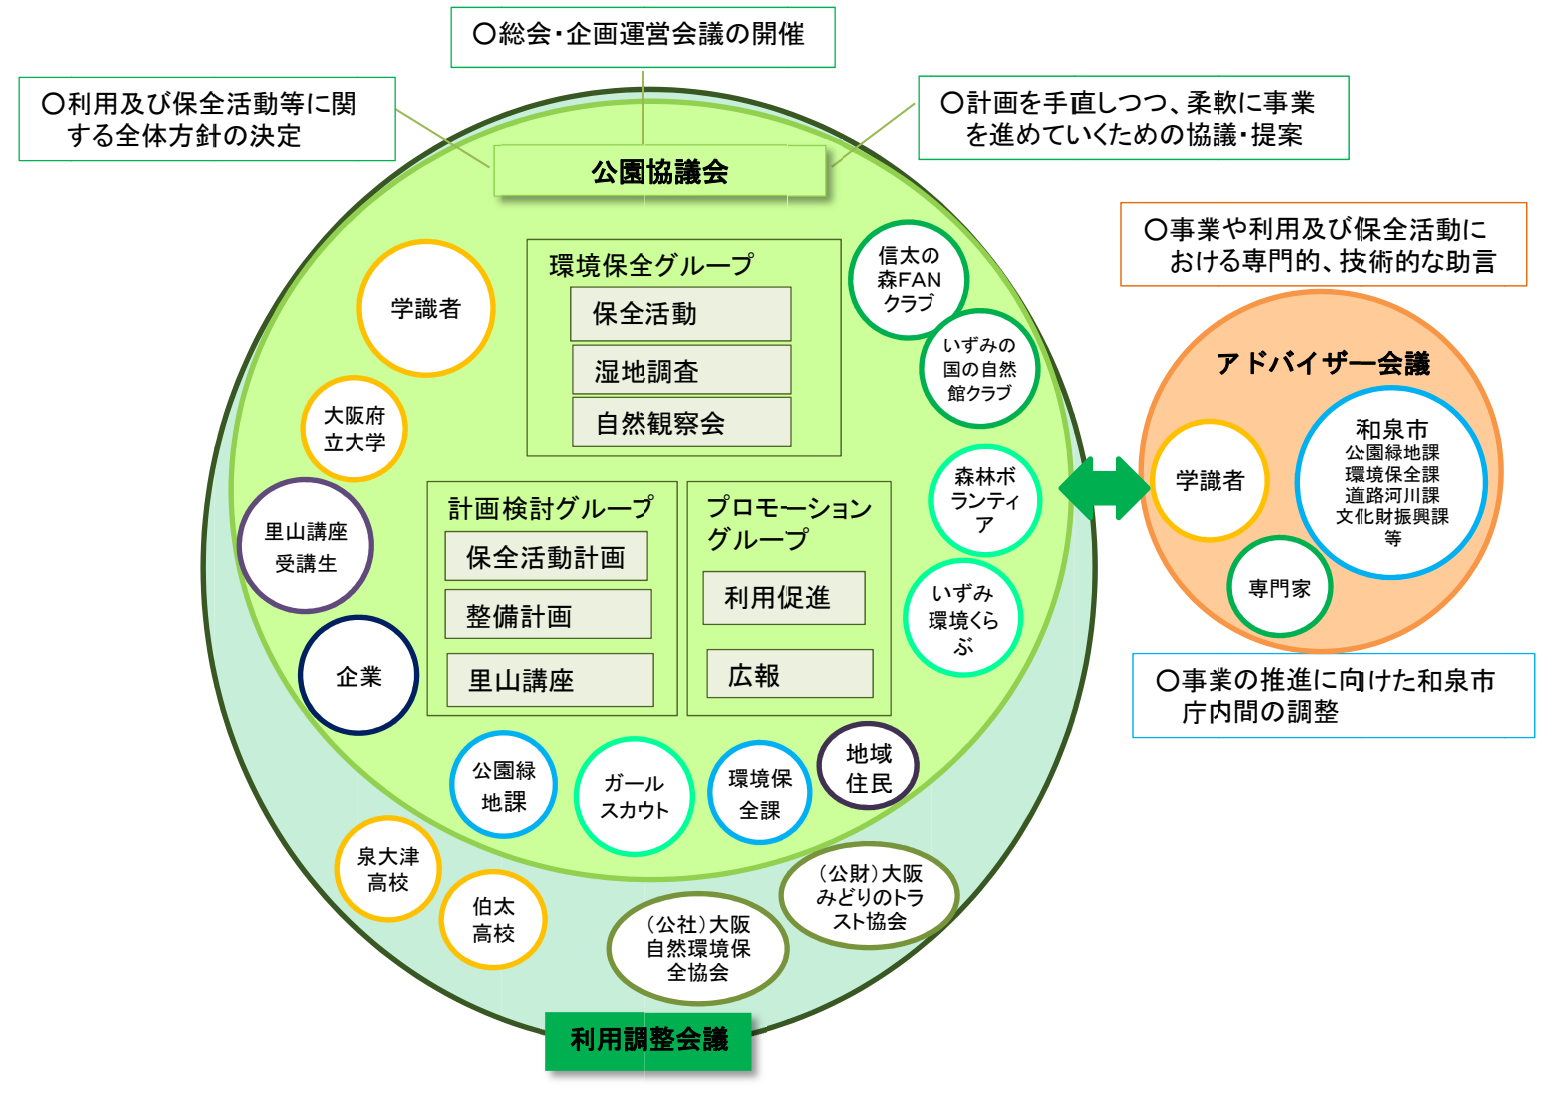 〇総会・企画運営会議の開催
〇利用及び保全活動等に関
する全体方針の決定
〇計画を手直しつつ、柔軟に事業
を進めていくための協議・提案
公園協議会
〇事業や利用及び保全活動に
おける専門的、技術的な助言
学識者
大阪府
立大学
里山講座
受講生
企業
環境保全グループ
保全活動
湿地調査
自然観察会
計画検討グループ
保全活動計画
整備計画
里山講座
プロモーション
グループ
利用促進
広報
信太の
森FAN
クラブ
いずみの
国の自然
館クラブ
森林ボ
ランティ
ア
いずみ
環境くら
ぶ
公園緑
地課
ガール
スカウト
環境保
全課
地域
住民
泉大津
高校
伯太
高校
（公社）大阪
自然環境保
全協会
（公財）大阪
みどりのトラ
スト協会
利用調整会議
アドバイザー会議
学識者
和泉市
公園緑地課
環境保全課
道路河川課
文化財振興課
等
専門家
〇事業の推進に向けた和泉市
庁内間の調整